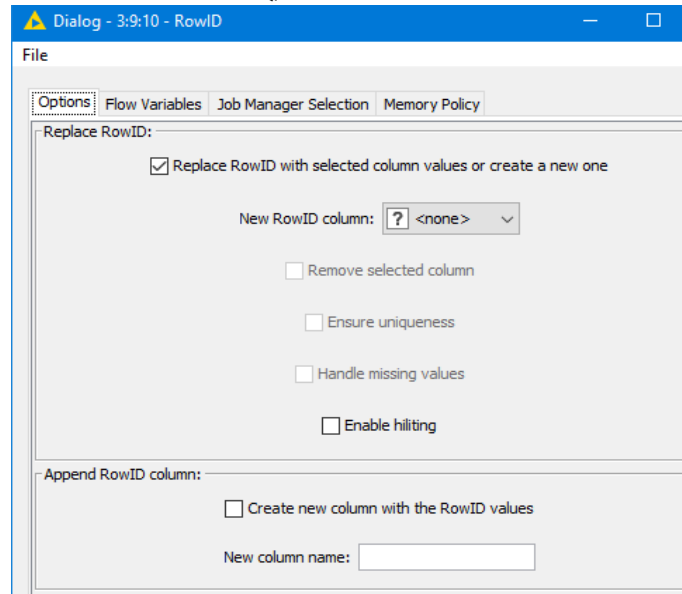 Dialog - 3:9:10 - RowID
File
Options Flow Variables Job Manager Selection Memory Policy
Replace RowID:
Replace RowID with selected column values or create a new one
New RowID column: ? <none>
Remove selected column
Ensure uniqueness
Handle missing values
Enable hiliting
Append RowID column:
Create new column with the RowID values
New column name: